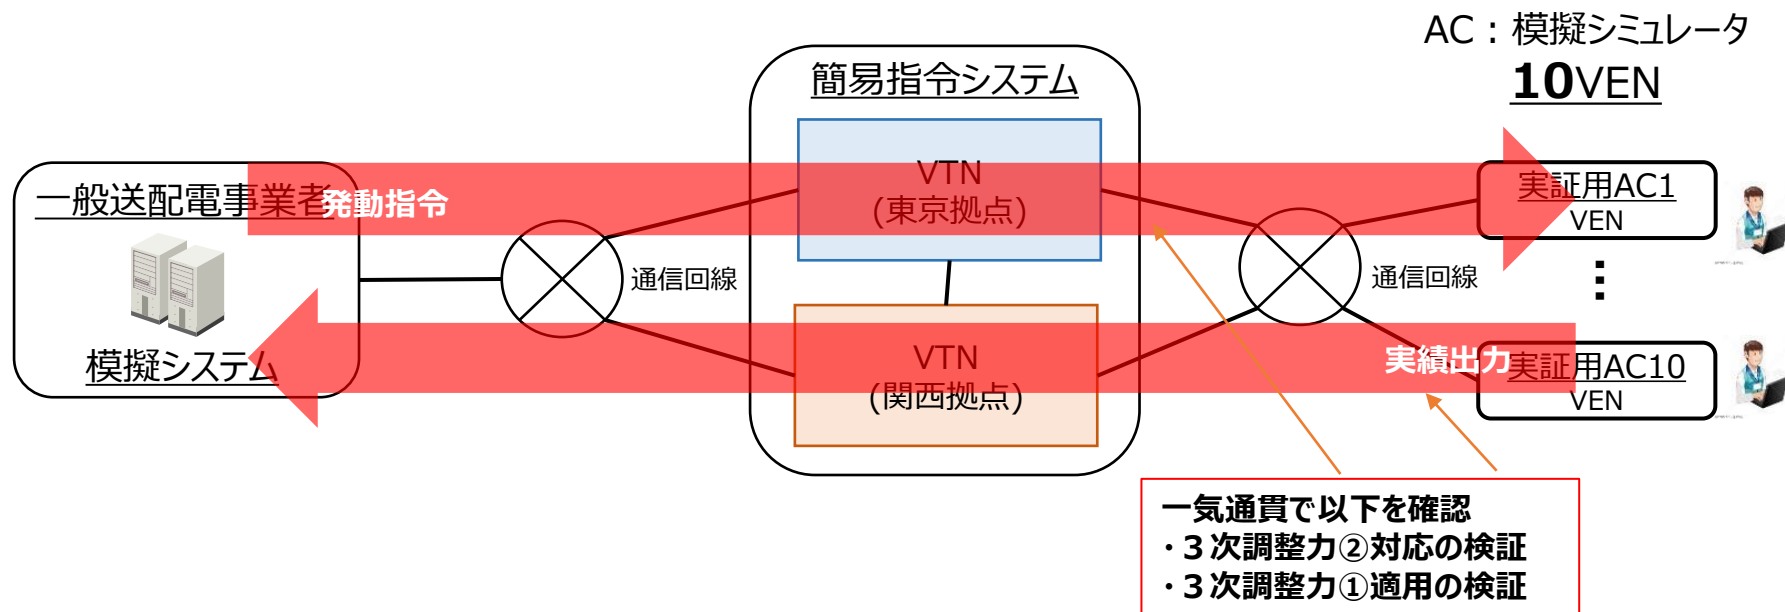 AC：模擬シミュレータ
10VEN
簡易指令システム
VTN
(東京拠点)
一般送配電事業者
発動指令
模擬システム
通信回線
VTN
(関西拠点)
通信回線
実証用AC1
VEN
⋮
実績出力
実証用AC10
VEN
一気通貫で以下を確認
・３次調整力②対応の検証
・３次調整力①適用の検証